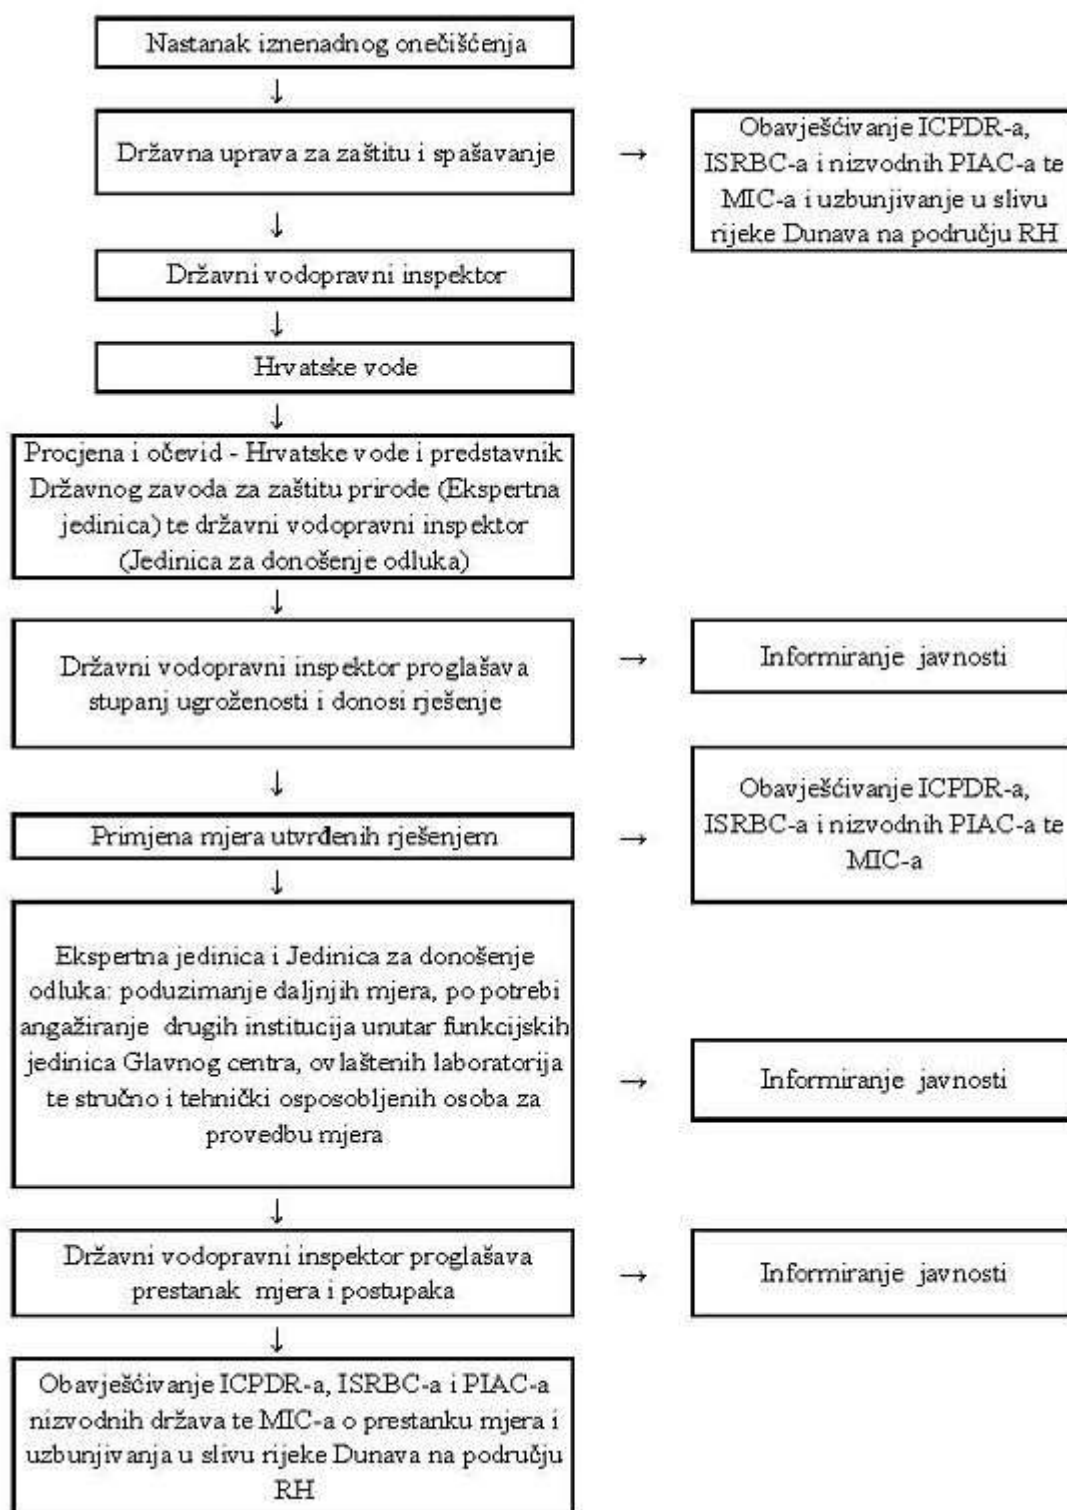 Nastanak iznenadnog onečišćenja
↓
Državna uprava za zaštitu i spašavanje
→
Obavješćivanje ICPDR-a,
ISRBC-a i nizvodnih PIAC-a te
MIC-a i uzbunjivanje u slivu
rijeke Dunava na području RH
↓
Državni vodopravni inspektor
↓
Hrvatske vode
↓
Procjena i očevid - Hrvatske vode i predstavnik
Državnog zavoda za zaštitu prirode (Ekspertna
jedinica) te državni vodopravni inspektor
(Jedinica za donošenje odluka)
↓
Državni vodopravni inspektor proglašava
stupanj ugroženosti i donosi rješenje
→
Informiranje javnosti
↓
Primjena mjera utvrđenih rješenjem
→
Obavješćivanje ICPDR-a,
ISRBC-a i nizvodnih PIAC-a te
MIC-a
↓
Ekspertna jedinica i Jedinica za donošenje
odluka: poduzimanje daljnjih mjera, po potrebi
angažiranje drugih institucija unutar funkcijskih
jedinica Glavnog centra, ovlaštenih laboratorija
te stručno i tehnički osposobljenih osoba za
provedbu mjera
→
Informiranje javnosti
↓
Državni vodopravni inspektor proglašava
prestanak mjera i postupaka
→
Informiranje javnosti
↓
Obavješćivanje ICPDR-a, ISRBC-a i PIAC-a
nizvodnih država te MIC-a o prestanku mjera i
uzbunjivanja u slivu rijeke Dunava na području
RH